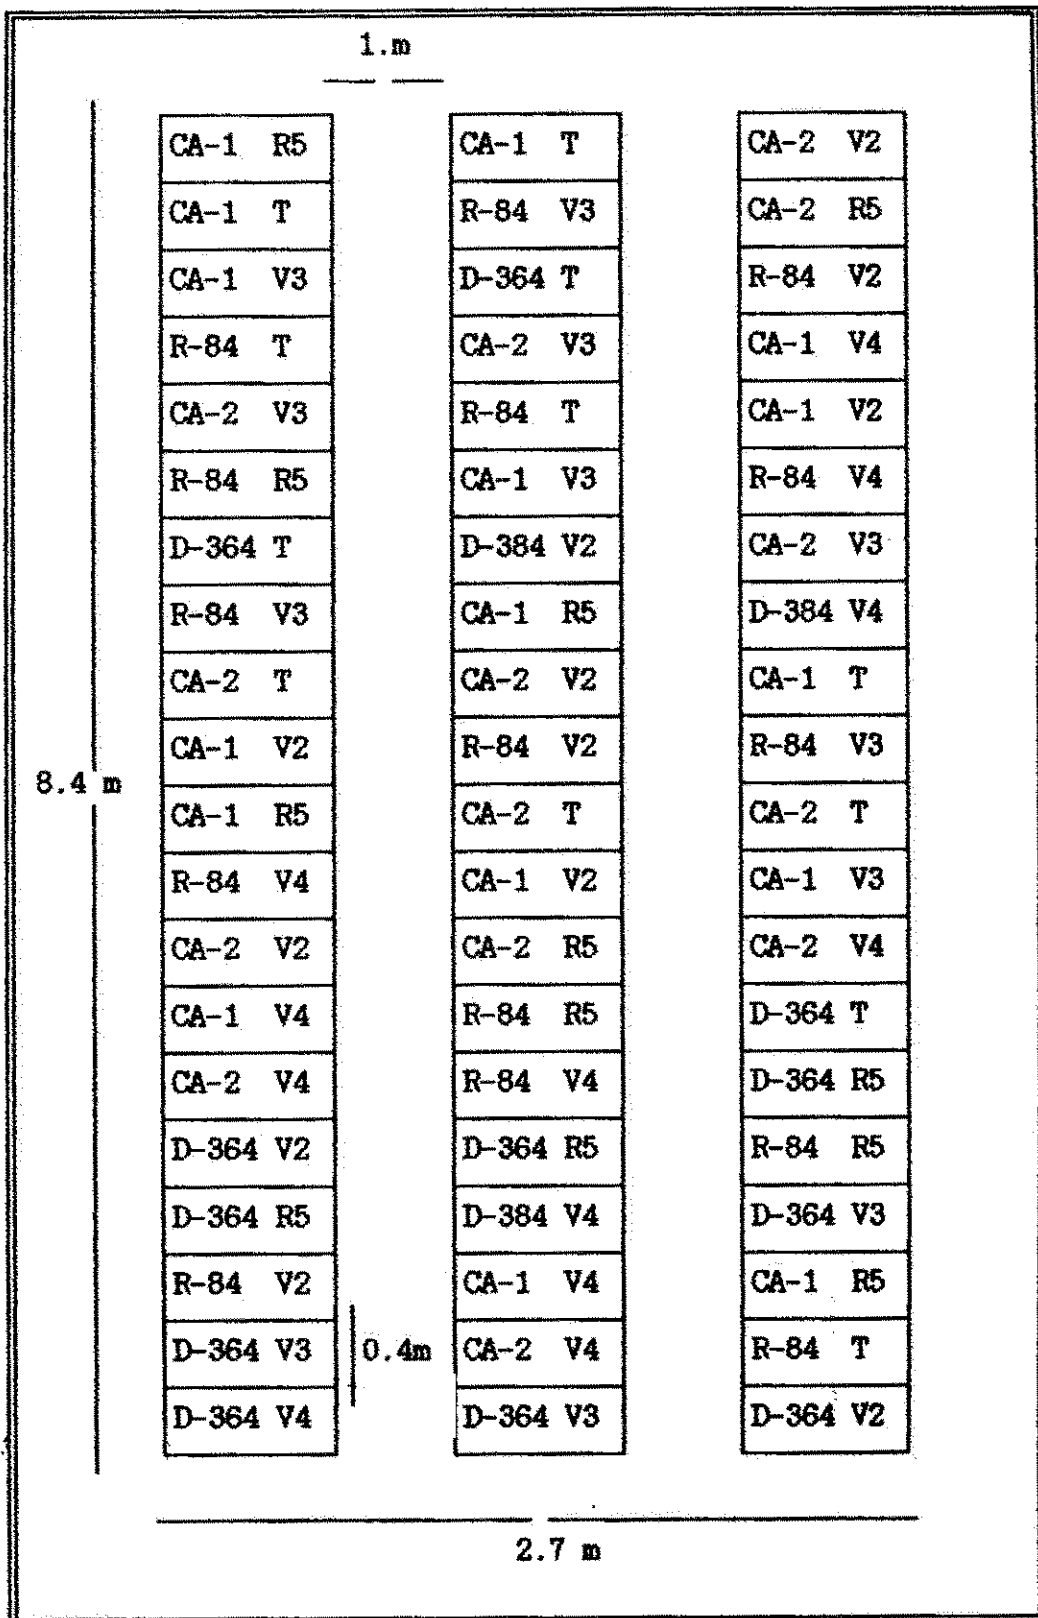 1.m
CA-1 R5 CA-1 T CA-2 V2
CA-1 T R-84 V3 CA-2 R5
CA-1 V3 D-364 T R-84 V2
R-84 T CA-2 V3 CA-1 V4
CA-2 V3 R-84 T CA-1 V2
R-84 R5 CA-1 V3 R-84 V4
D-364 T D-384 V2 CA-2 V3
R-84 V3 CA-1 R5 D-384 V4
CA-2 T CA-2 V2 CA-1 T
CA-1 V2 R-84 V2 R-84 V3
8.4 m
CA-1 R5 CA-2 T CA-2 T
R-84 V4 CA-1 V2 CA-1 V3
CA-2 V2 CA-2 R5 CA-2 V4
CA-1 V4 R-84 R5 D-364 T
CA-2 V4 R-84 V4 D-364 R5
D-364 V2 D-364 R5 R-84 R5
D-364 R5 D-384 V4 D-364 V3
R-84 V2 CA-1 V4 CA-1 R5
D-364 V3 0.4m CA-2 V4 R-84 T
D-364 V4 D-364 V3 D-364 V2
2.7 m